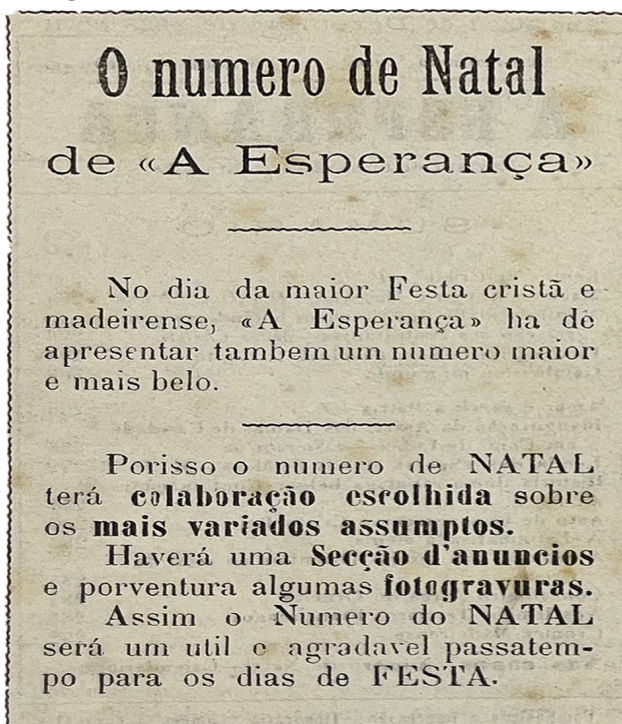 O numero de Natal
de «A Esperança»
No dia da maior Festa cristã e
madeirense, «A Esperança» ha de
apresentar tambem um numero maior
e mais belo.
Porisso o numero de NATAL
terá colaboração escolhida sobre
os mais variados assumptos.
Haverá uma Secção d'anuncios
e porventura algumas fotogravuras.
Assim o Numero do NATAL
será um util e agradavel passatem-
po para os dias de FESTA.